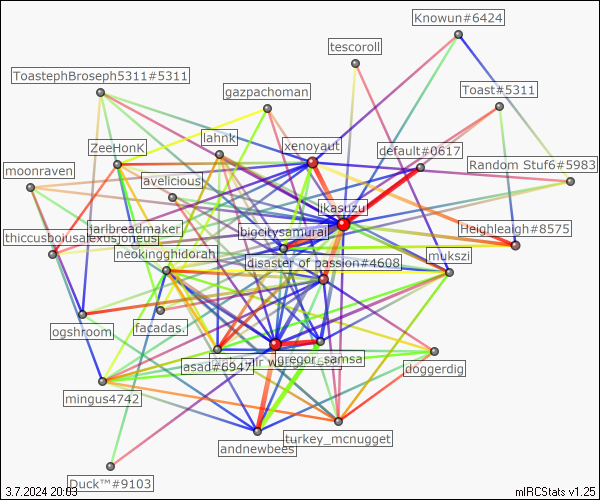 Knowun#6424
tescoroll
ToastephBroseph5311#5311
Toast#5311
gazpachoman
lahnk
xenoyaut
ZeeHonK
default#0617
Random Stuf6#5983
moonraven
avelicious
ikasuzu
jarlbreadmaker
bigcitysamurai
Heighleaigh#8575
thiccusboiusalexusjoneus
neokingghidorah
mukszi
disaster of passion#4608
ogshroom
facadas.
gregor_samsa
asad#6947
doggerdig
mingus4742
turkey_mcnugget
andnewbees
Duck™#9103
3.7.2024 20:03
mIRCStats v1.25